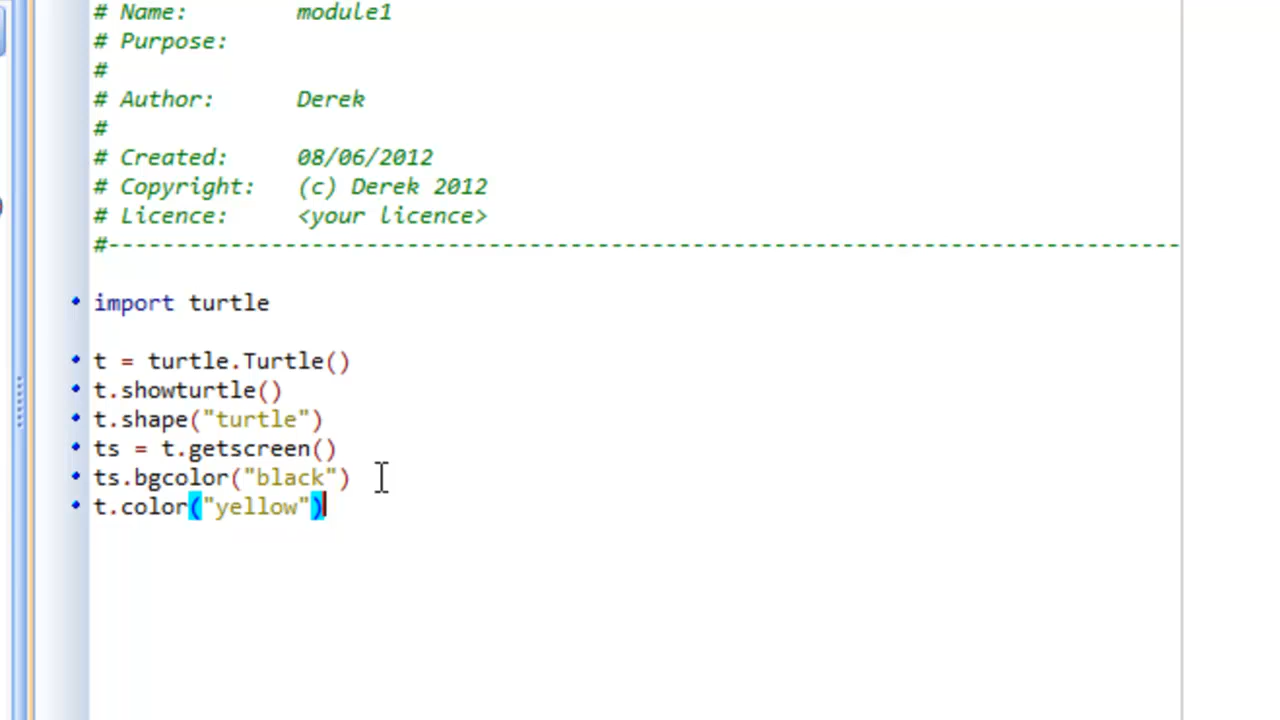 # Name:        module1
# Purpose:
#
# Author:      Derek
#
# Created:     08/06/2012
# Copyright:   (c) Derek 2012
# Licence:     <your licence>
#-------------------------------------------------------------------------------
import turtle
t = turtle.Turtle()
t.showturtle()
t.shape("turtle")
ts = t.getscreen()
ts.bgcolor("black")
t.color("yellow")